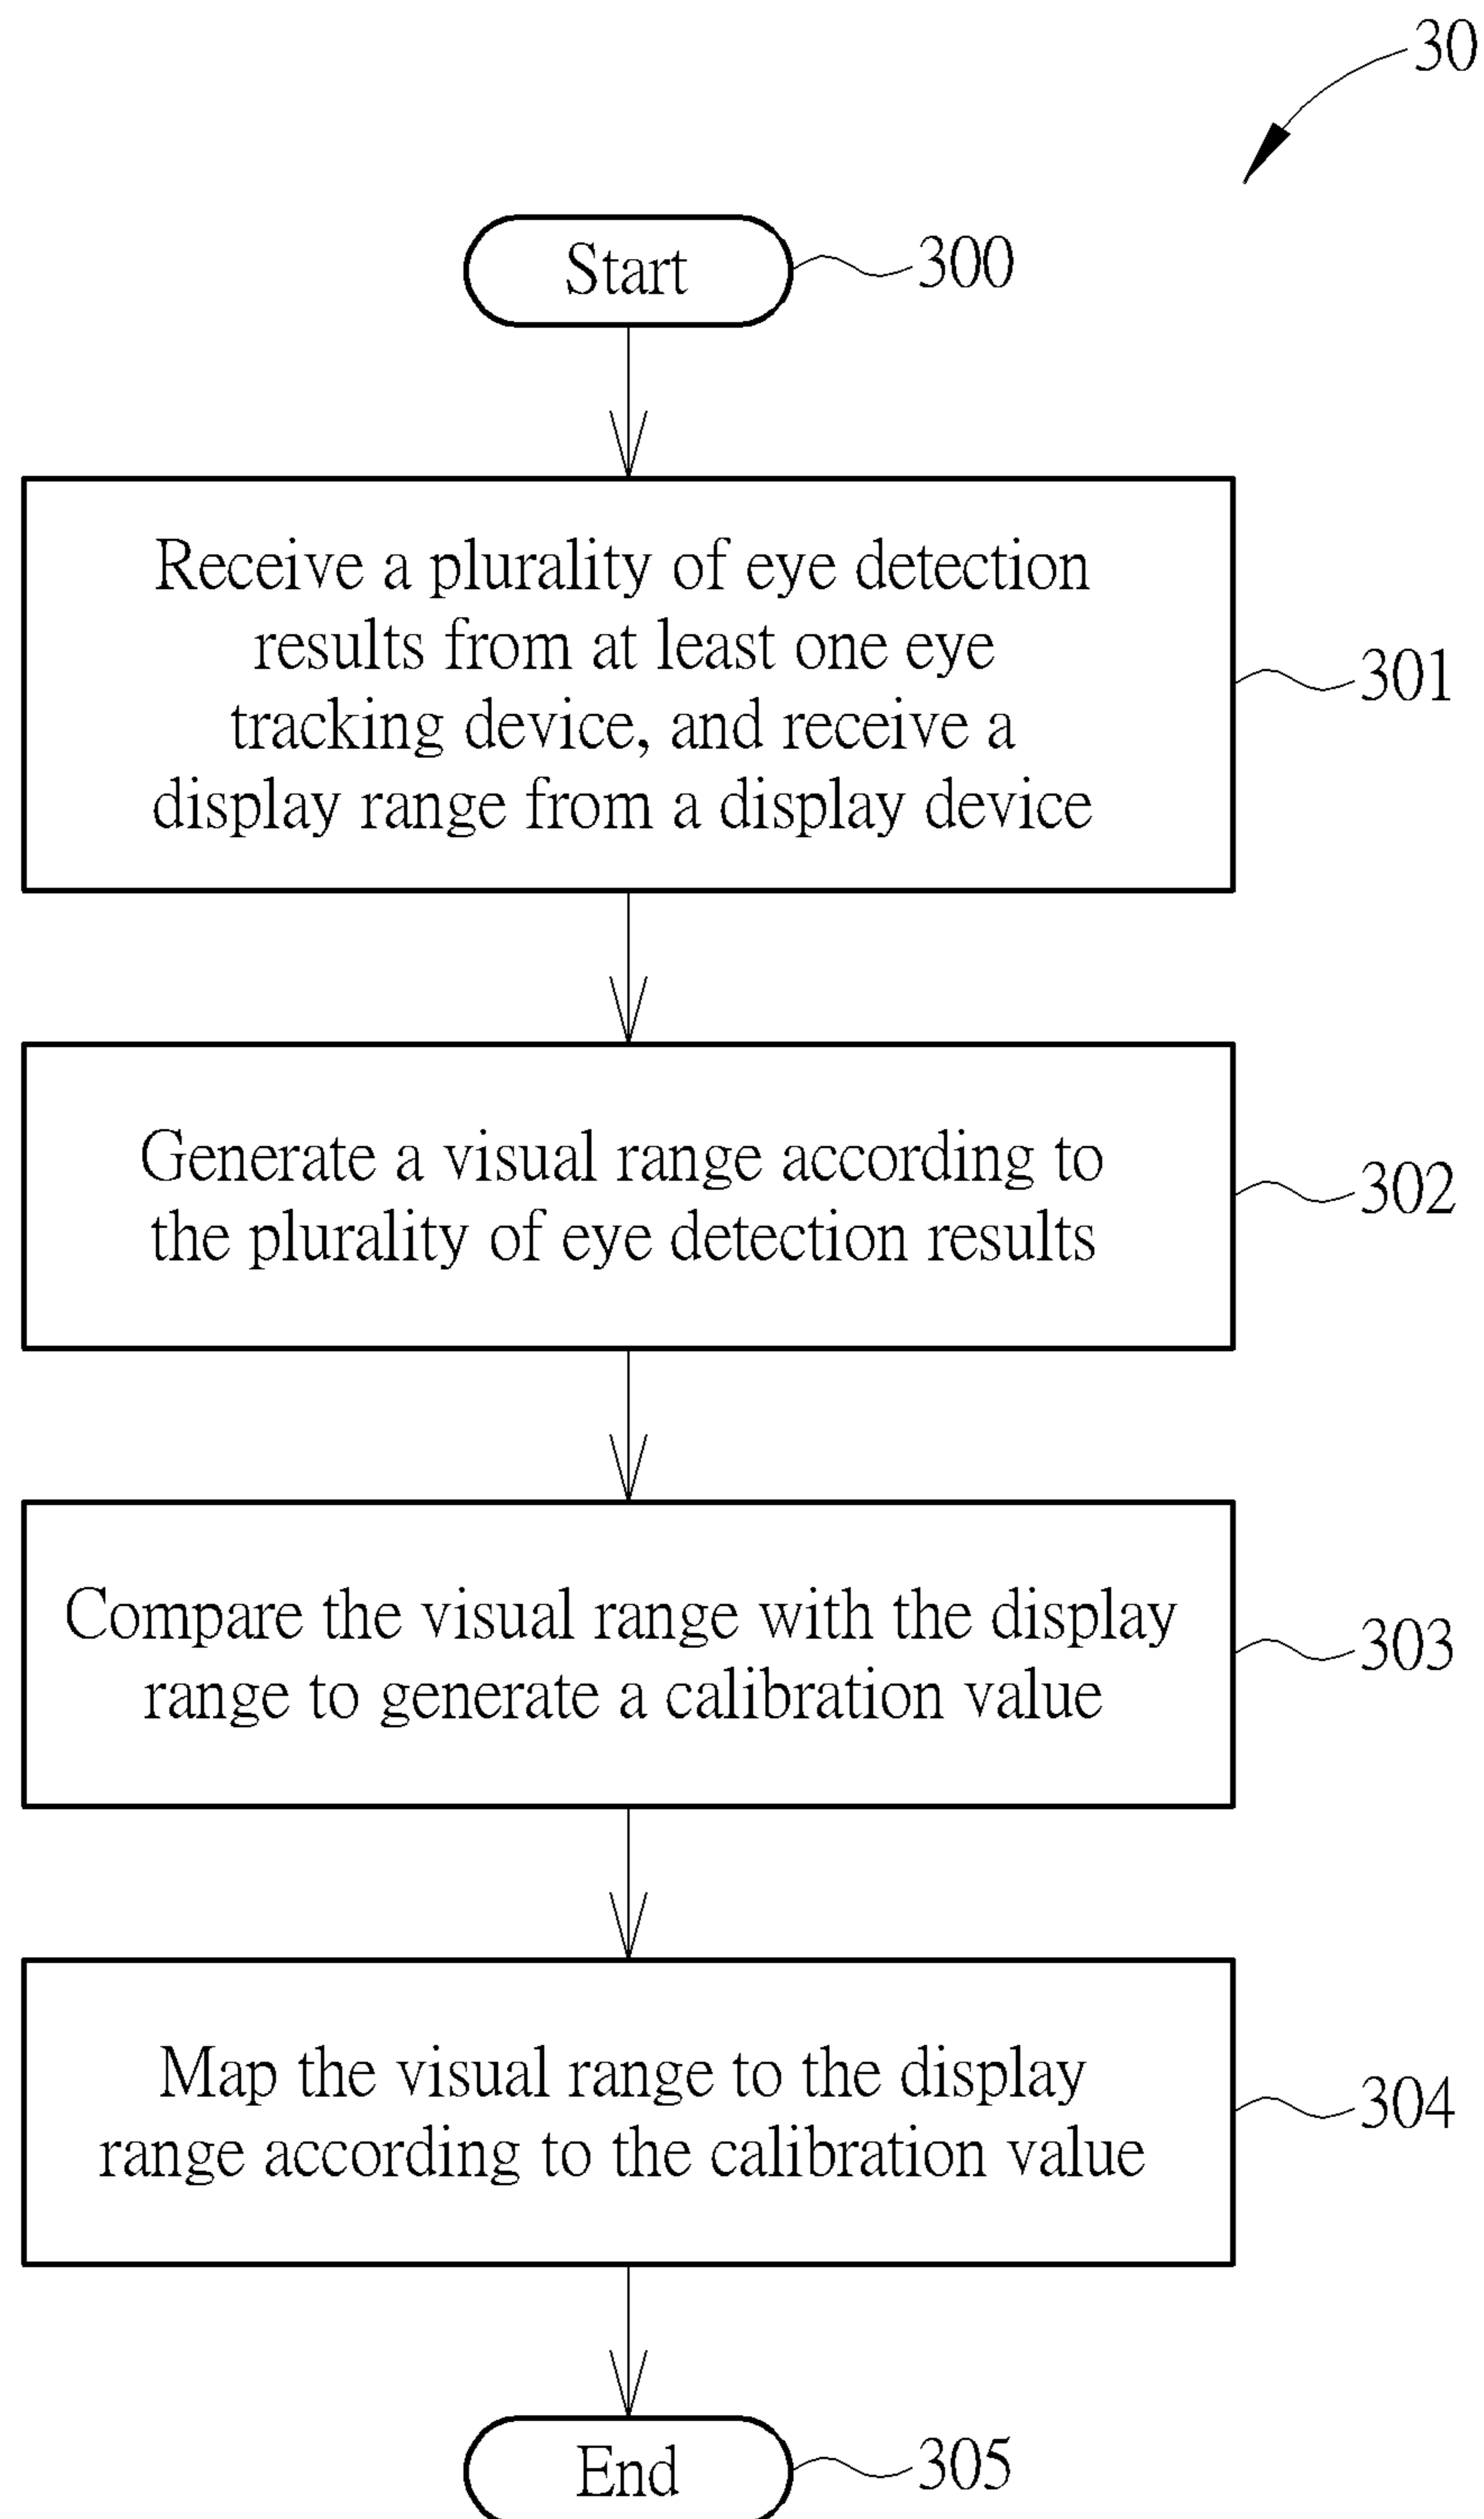 30
Start
300
Receive a plurality of eye detection
results from at least one eye
tracking device, and receive a
display range from a display device
301
Generate a visual range according to
the plurality of eye detection results
302
Compare the visual range with the display
range to generate a calibration value
303
Map the visual range to the display
range according to the calibration value
304
End
305